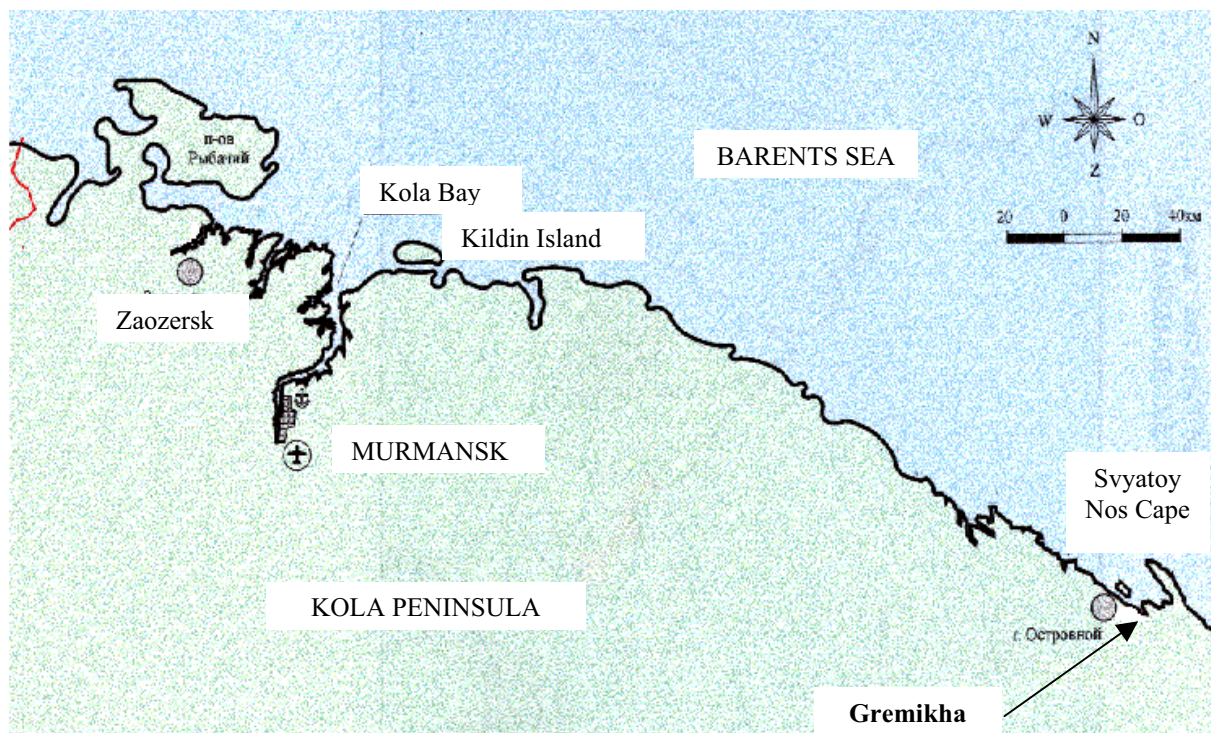 N
W
O
Z
п-ов
Рыбачий
BARENTS SEA
Kola Bay
20 0 20 40км
Kildin Island
Zaozersk
MURMANSK
Svyatoy
Nos Cape
KOLA PENINSULA
г. Островной
Gremikha